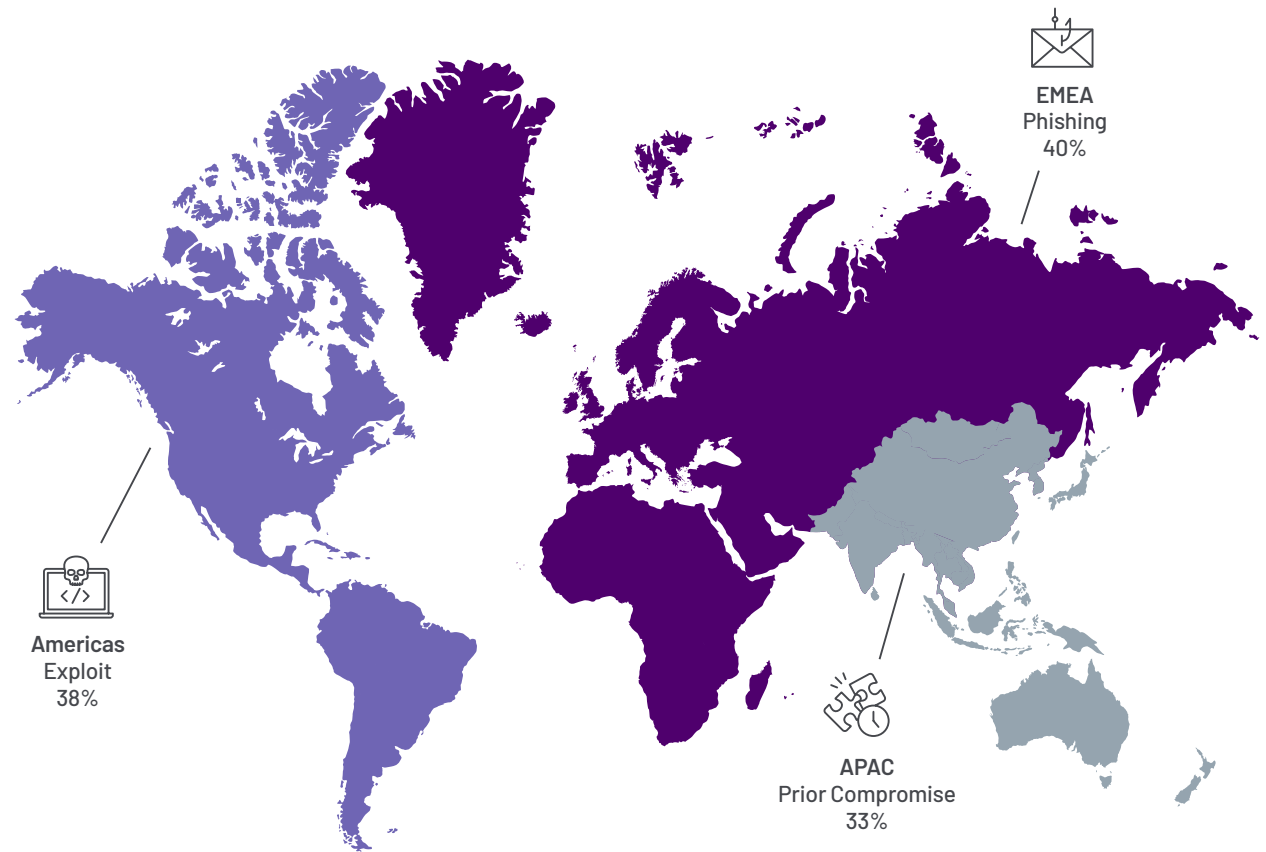 EMEA
Phishing
40%
</>
Americas
Exploit
38%
APAC
Prior Compromise
33%